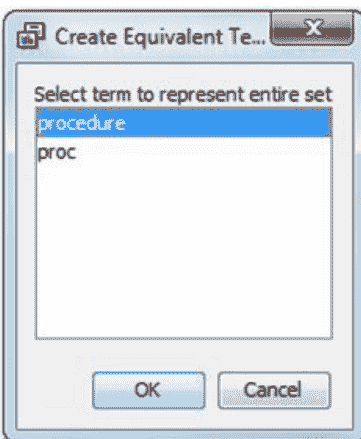 Create Equivalent Te...
Select term to represent entire set
procedure
proc
OK
Cancel